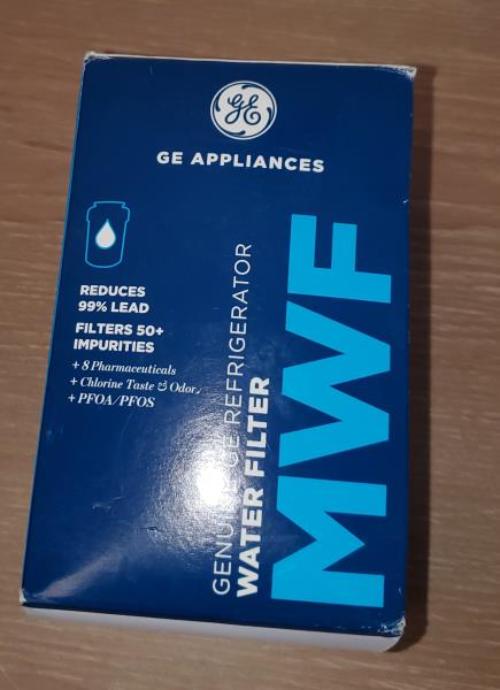 GE
GE APPLIANCES
REDUCES
99% LEAD
FILTERS 50+
IMPURITIES
+ 8 Pharmaceuticals
+ Chlorine Taste & Odor
+ PFOA/PFOS
GE REFRIGERATOR
WATER FILTER
MWF